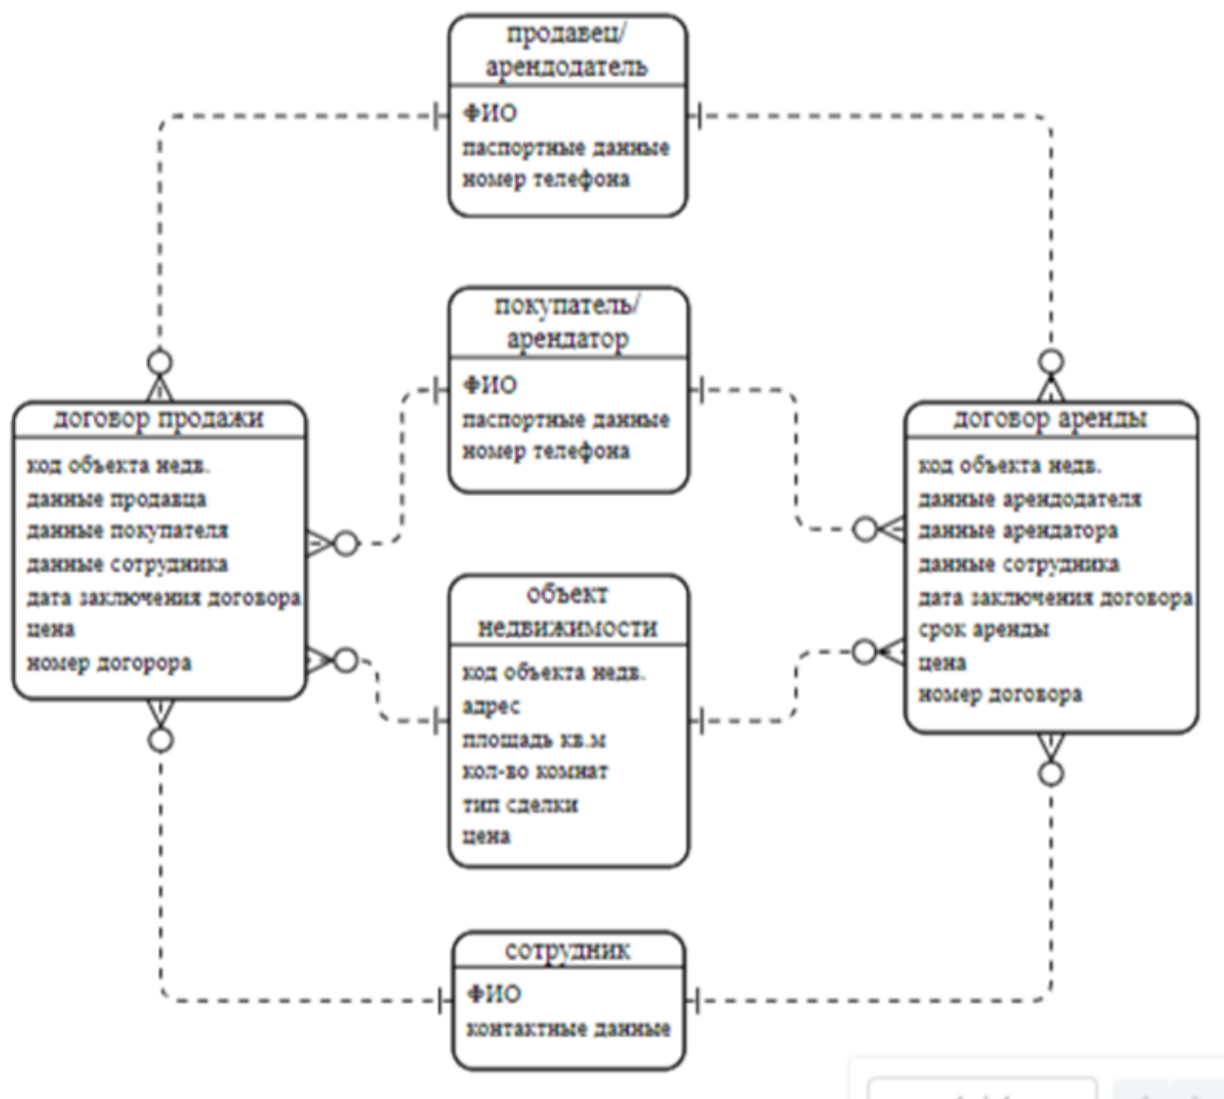 продавец/
арендодатель
ФИО
паспортные данные
номер телефона
покупатель/
арендатор
ФИО
паспортные данные
номер телефона
договор продажи
код объекта недв.
данные продавца
данные покупателя
данные сотрудника
дата заключения договора
цена
номер догорора
договор аренды
код объекта недв.
данные арендодателя
данные арендатора
данные сотрудника
дата заключения договора
срок аренды
цена
номер договора
объект
недвижимости
код объекта недв.
адрес
площадь кв.м
кол-во комнат
тип сделки
цена
сотрудник
ФИО
контактные данные